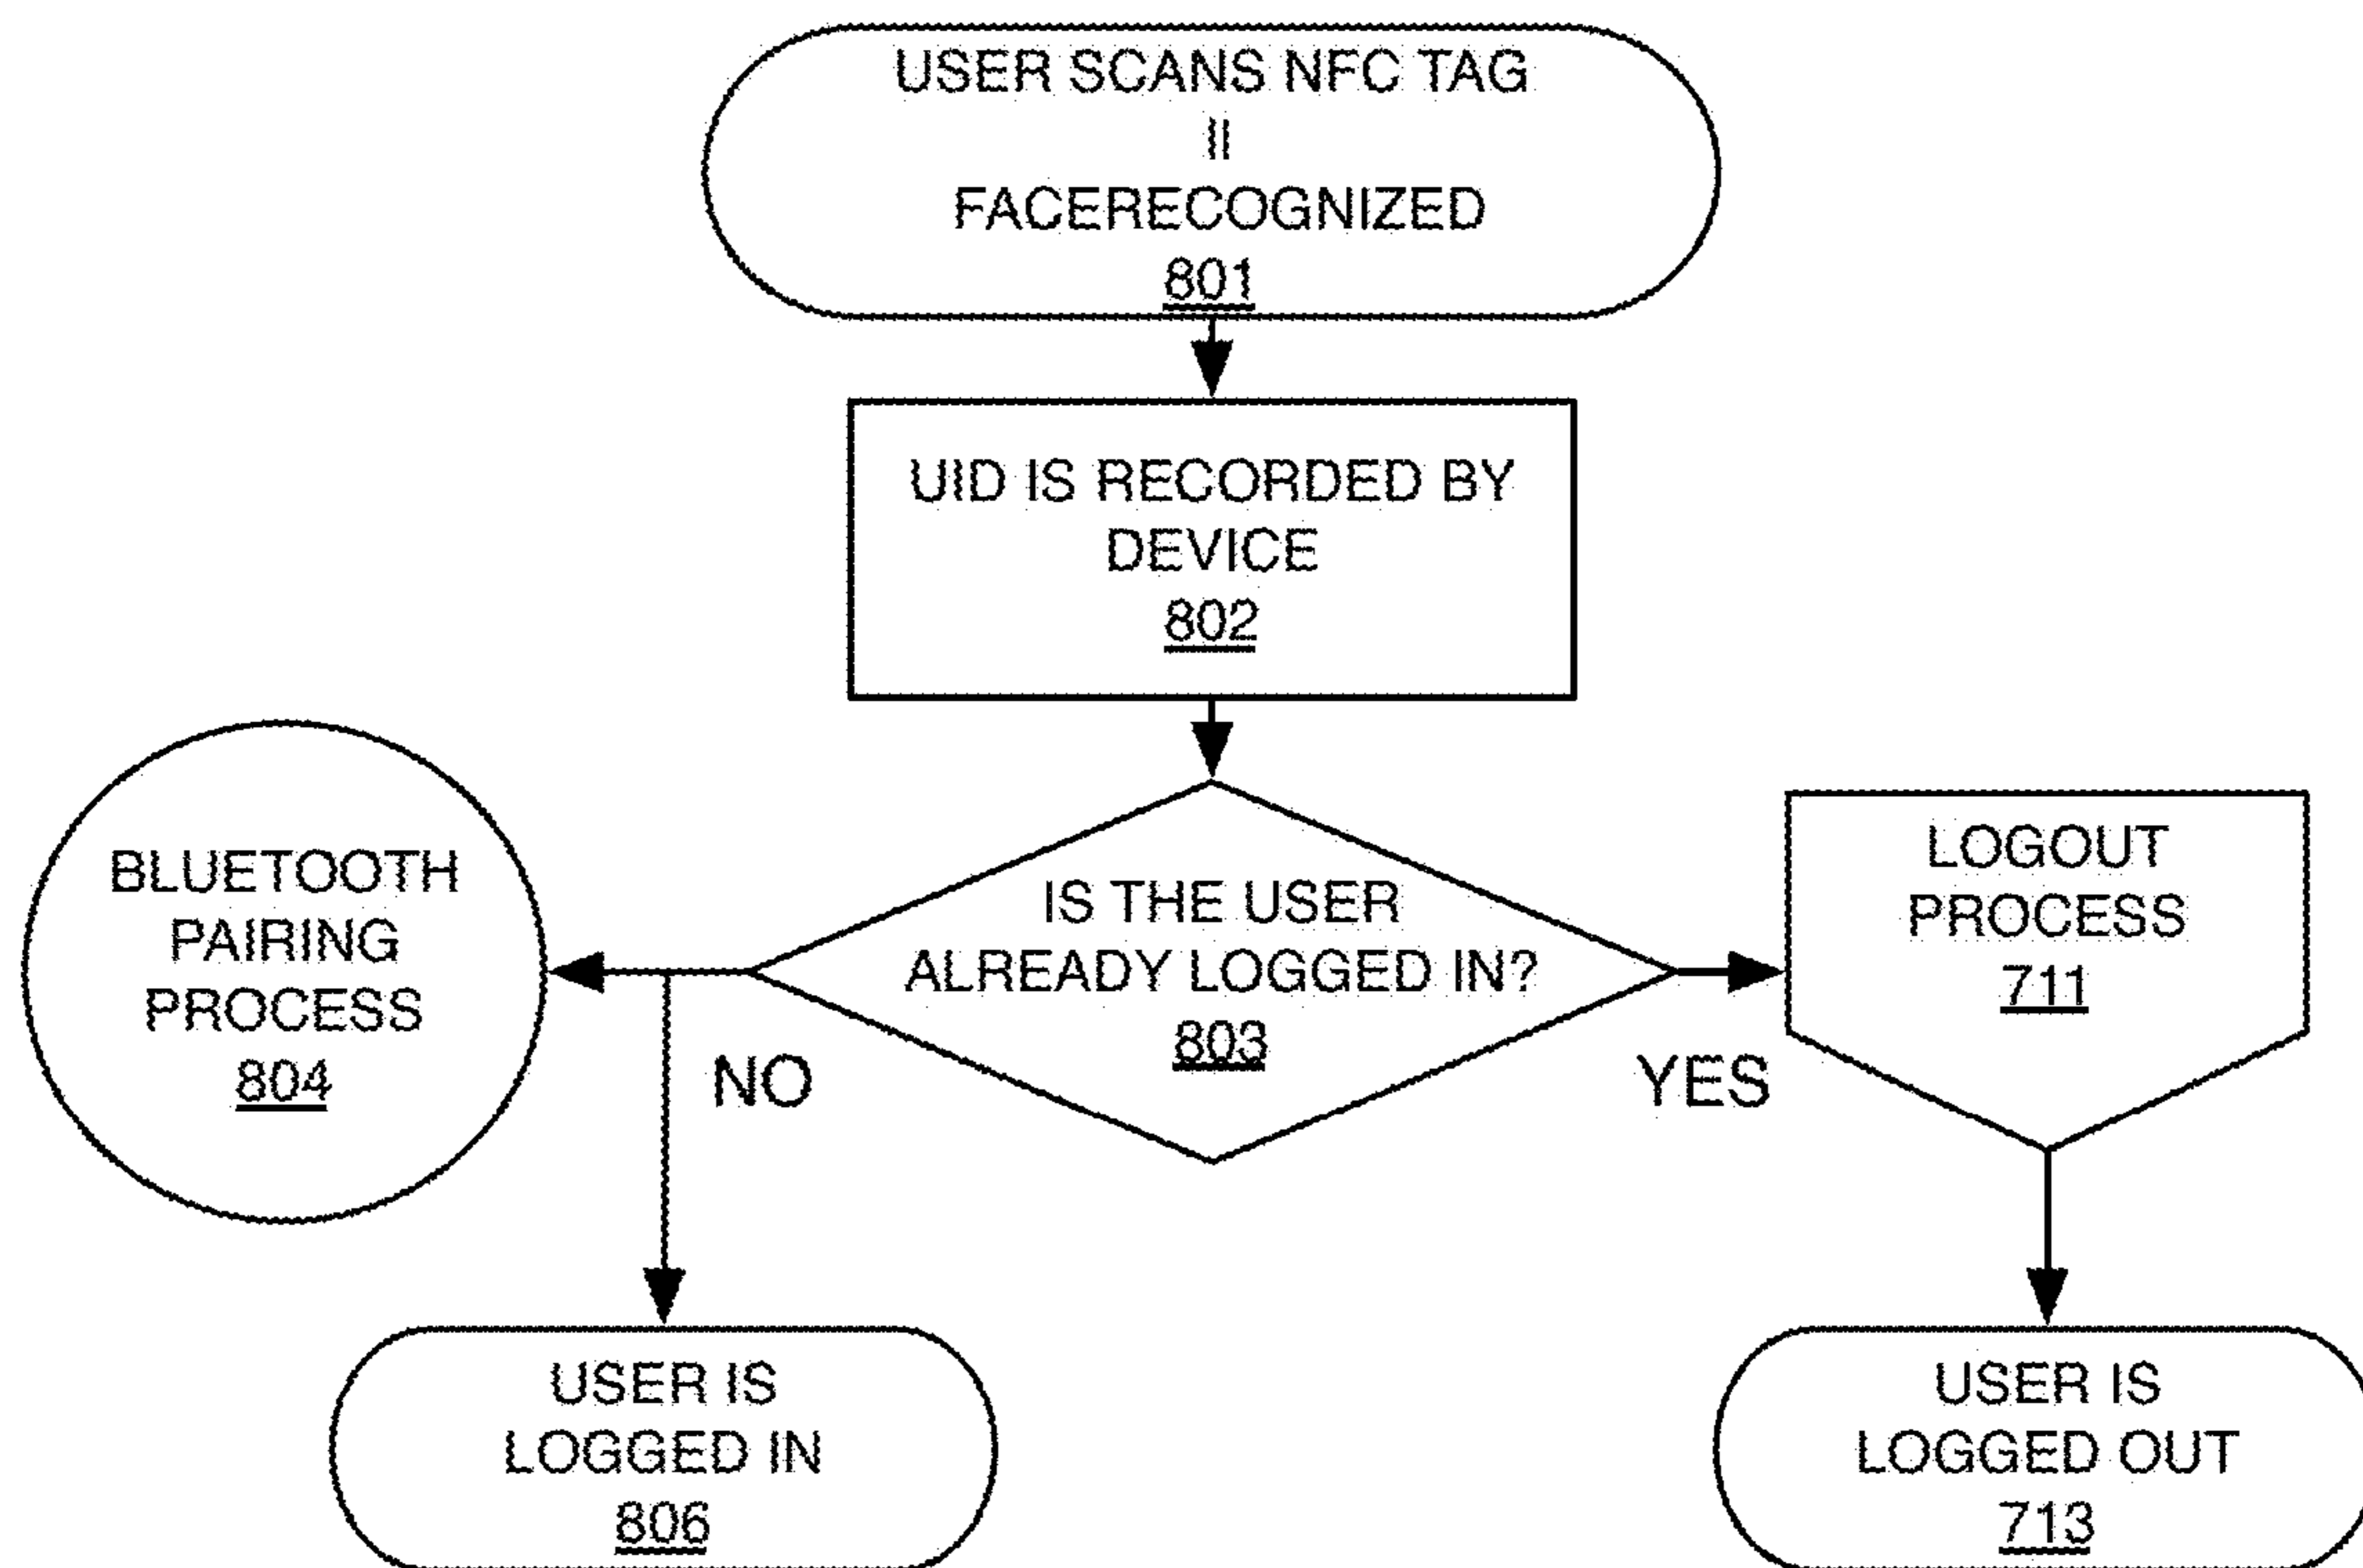 USER SCANS NFC TAG
||
FACERECOGNIZED
801
UID IS RECORDED BY
DEVICE
802
BLUETOOTH
PAIRING
PROCESS
804
IS THE USER
ALREADY LOGGED IN?
803
LOGOUT
PROCESS
711
NO
YES
USER IS
LOGGED IN
806
USER IS
LOGGED OUT
713